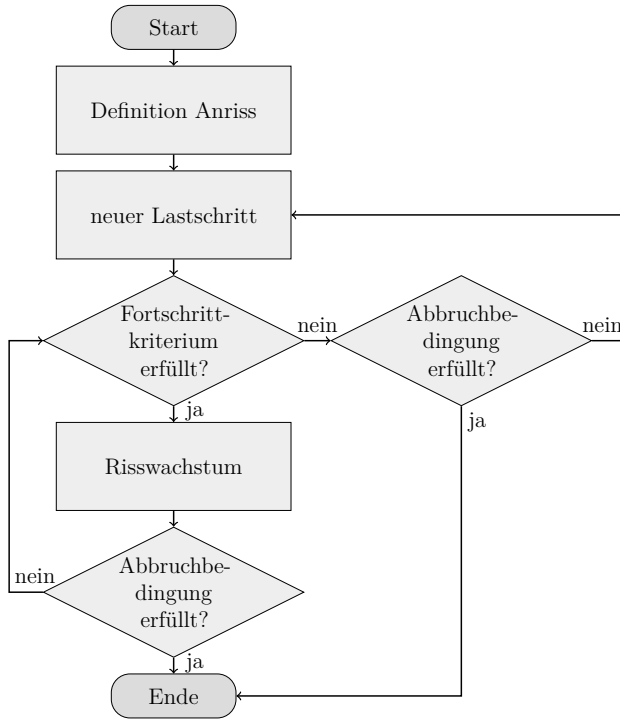 Start
Definition Anriss
neuer Lastschritt
Fortschritt-
kriterium
erfüllt?
nein
Abbruchbe-
dingung
erfüllt?
nein
ja
ja
Risswachstum
Abbruchbe-
dingung
erfüllt?
nein
ja
Ende